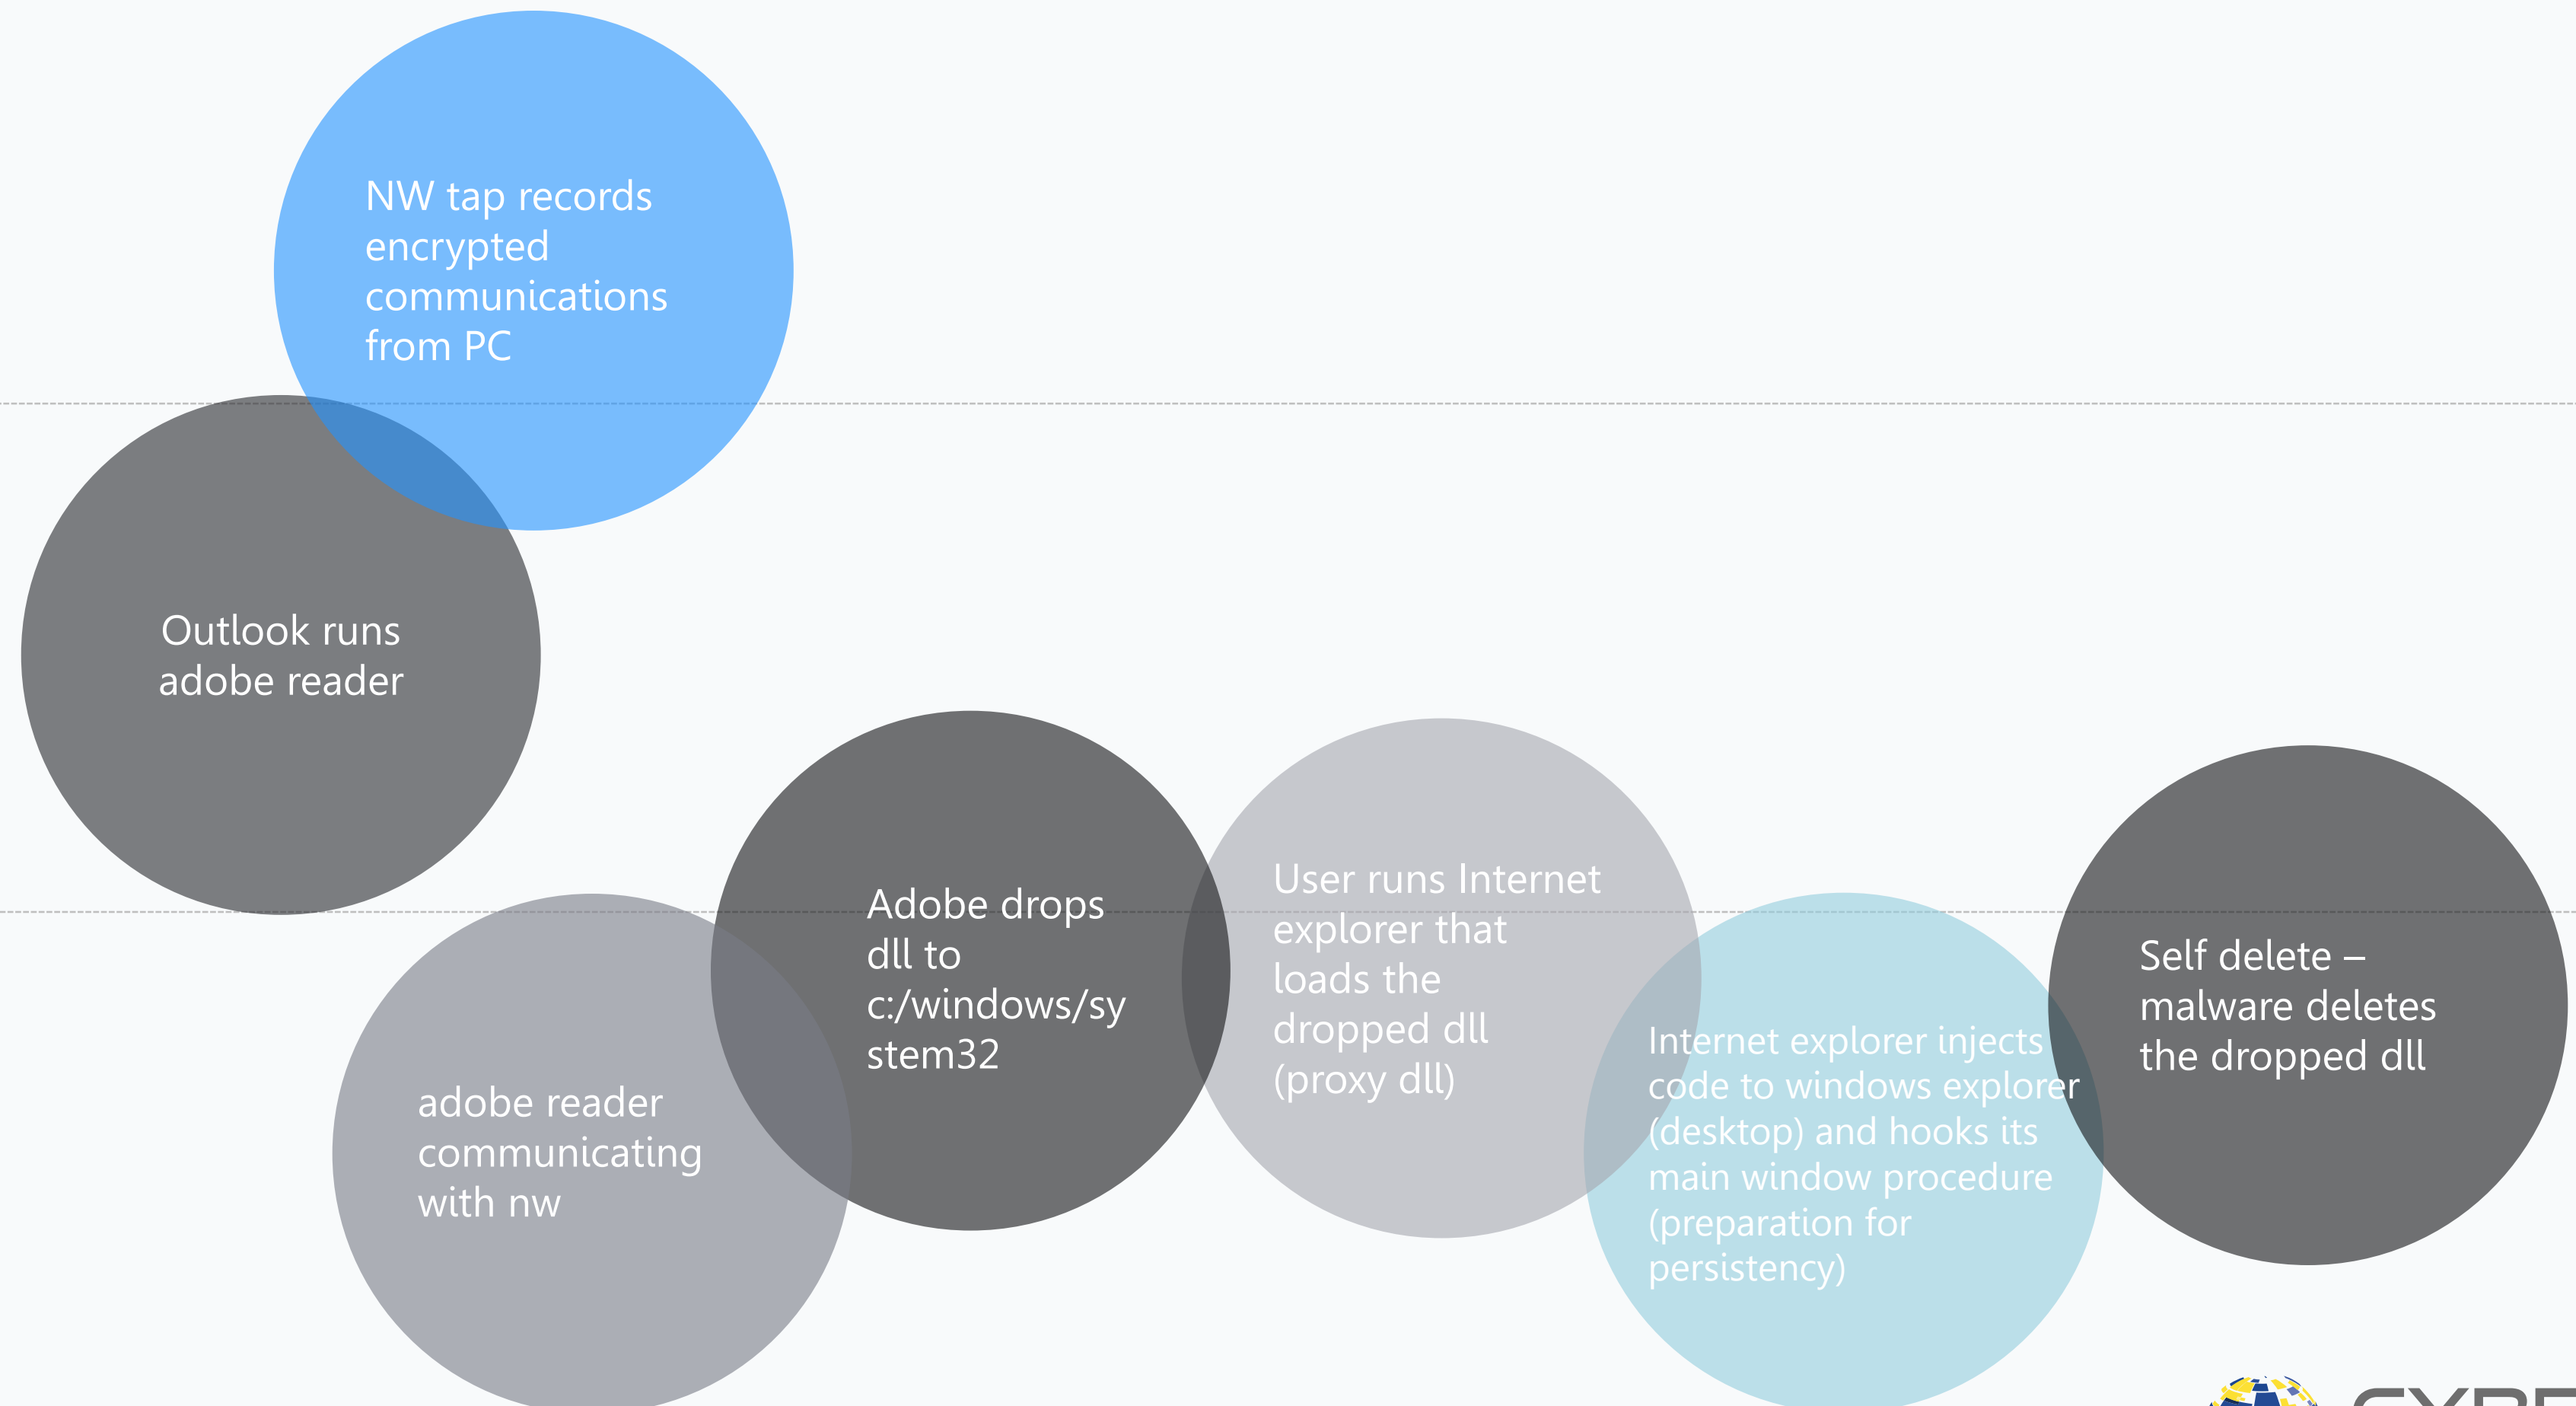 NW tap records
encrypted
communications
from PC
Outlook runs
adobe reader
adobe reader
communicating
with nw
Adobe drops
dll to
c:/windows/sy
stem32
User runs Internet
explorer that
loads the
dropped dll
(proxy dll)
Internet explorer injects
code to windows explorer
(desktop) and hooks its
main window procedure
(preparation for
persistency)
Self delete –
malware deletes
the dropped dll